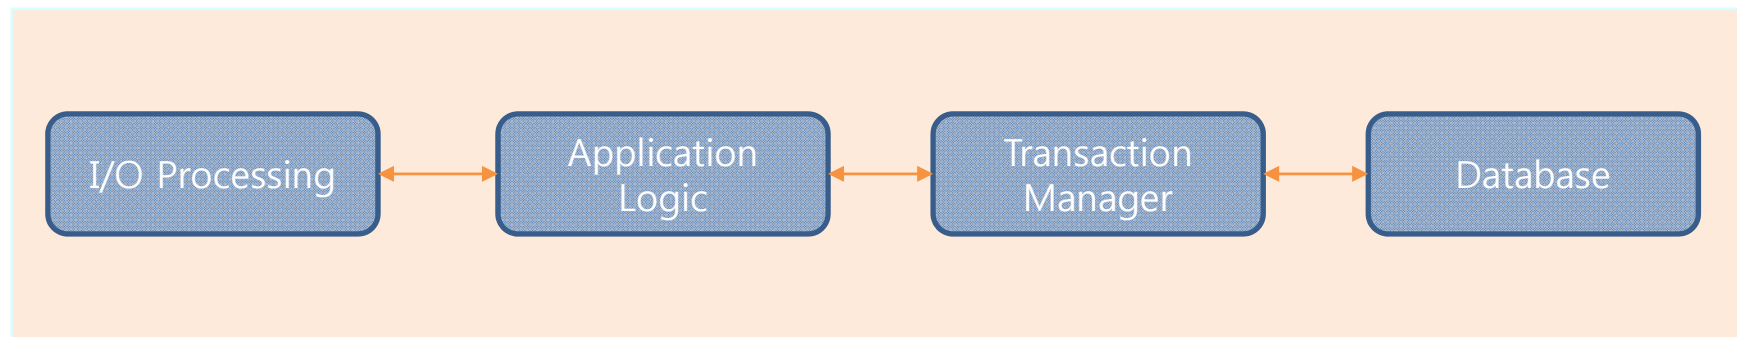 I/O Processing
Application
Logic
Transaction
Manager
Database